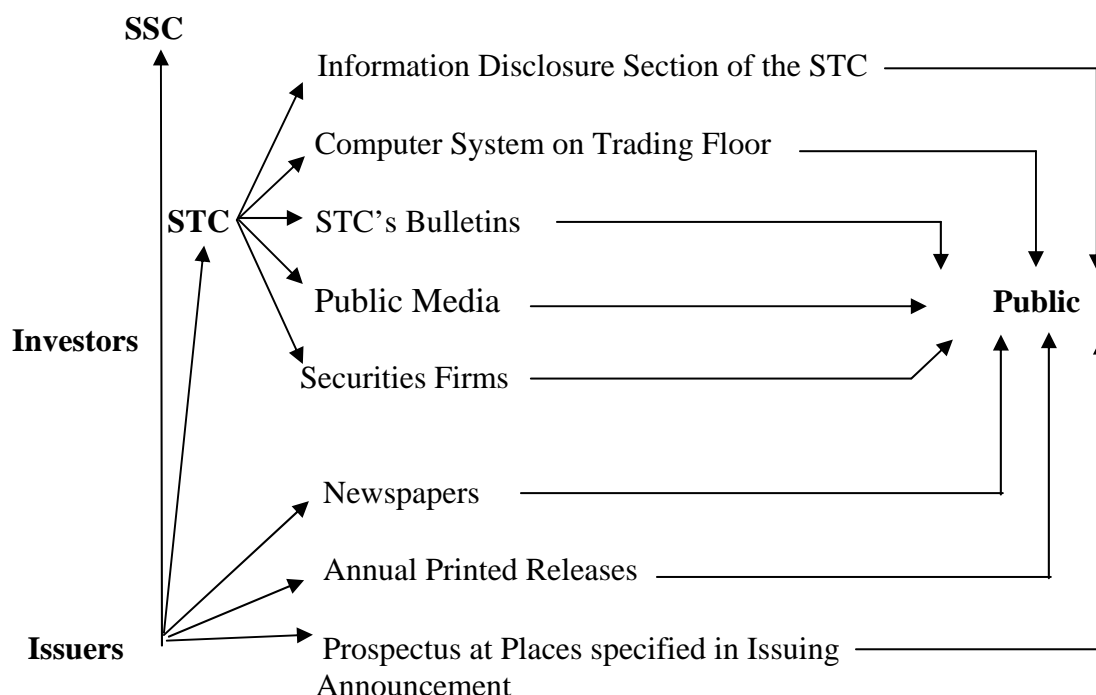 SSC
Information Disclosure Section of the STC
Computer System on Trading Floor
STC
STC’s Bulletins
Public Media
Public
Investors
Securities Firms
Newspapers
Annual Printed Releases
Issuers
Prospectus at Places specified in Issuing
Announcement